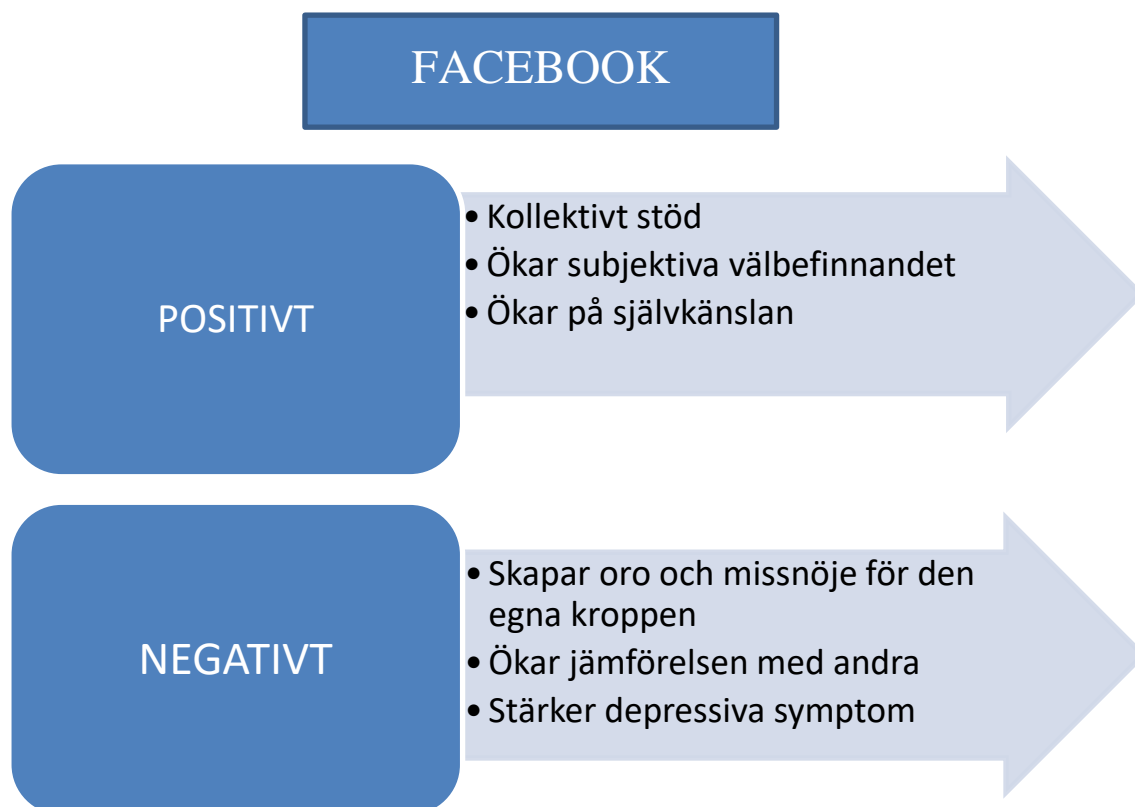 FACEBOOK
POSITIVT
• Kollektivt stöd
• Ökar subjektiva välbefinnandet
• Ökar på självkänslan
NEGATIVT
• Skapar oro och missnöje för den
egna kroppen
• Ökar jämförelsen med andra
• Stärker depressiva symptom